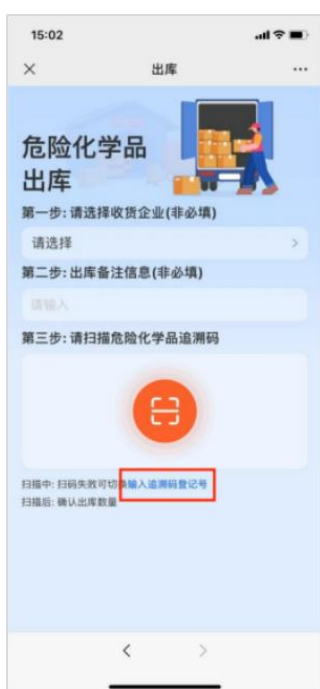 15:02
出库
危险化学品
出库
第一步: 请选择收货企业(非必填)
请选择
第二步: 出库备注信息(非必填)
请输入
第三步: 请扫描危险化学品追溯码
扫描中: 扫码失败可切换输入追溯码登记号
扫描后: 确认出库数量